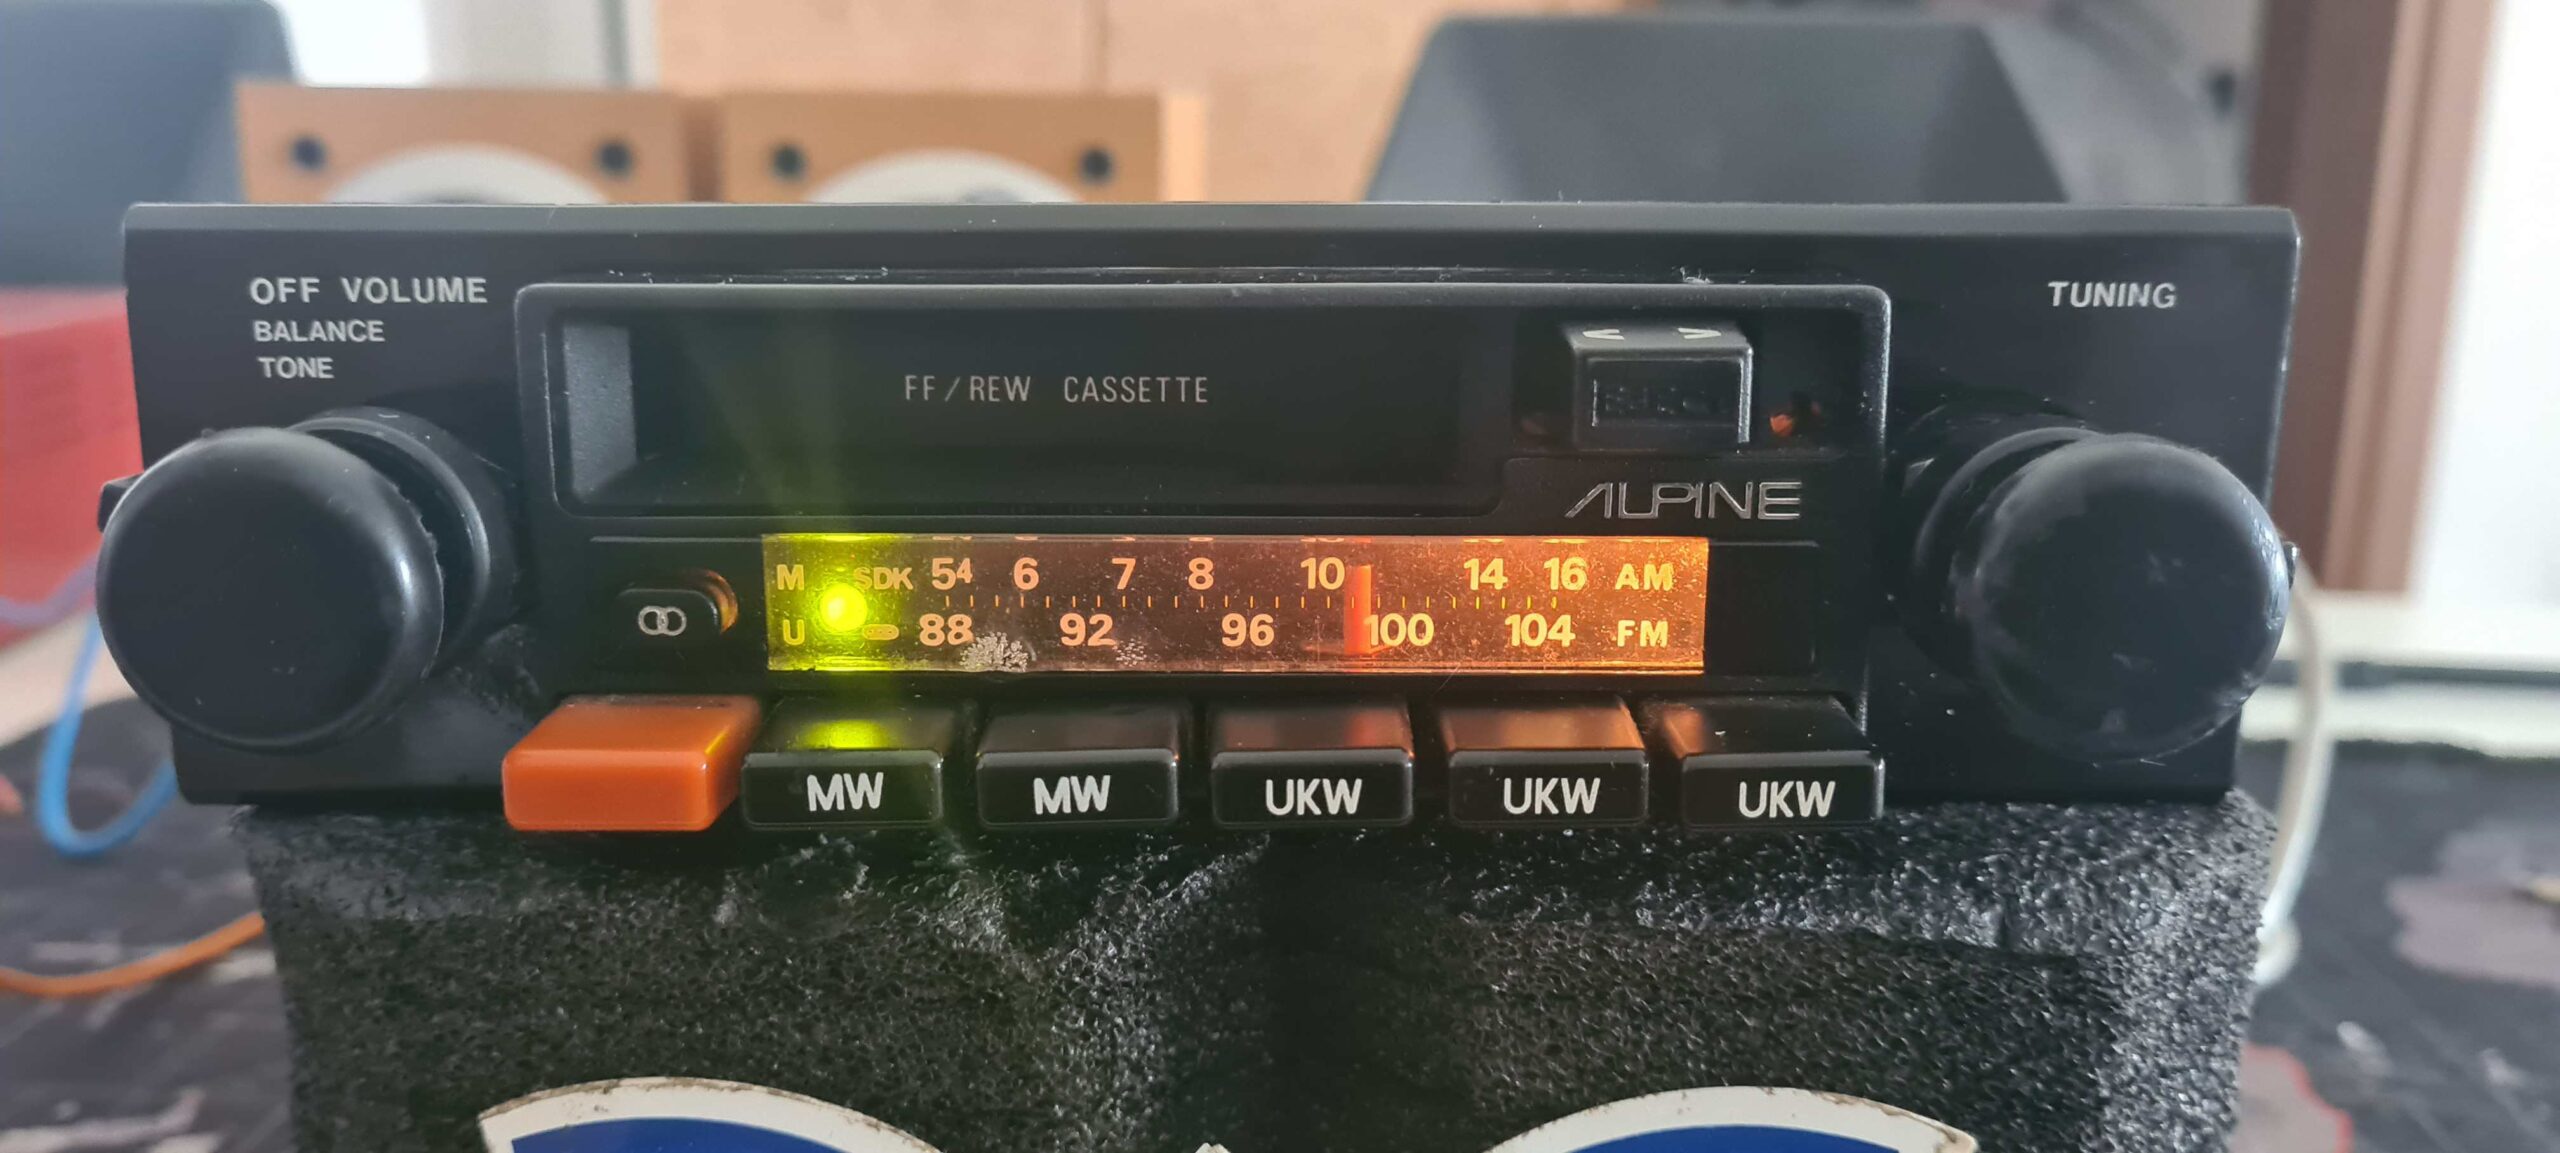 OFF VOLUME
BALANCE
TONE
TUNING
< >
FF/REW CASSETTE
ALPINE
M SDK 54 6 7 8 10 14 16 AM
U 88 92 96 100 104 FM
MW MW UKW UKW UKW